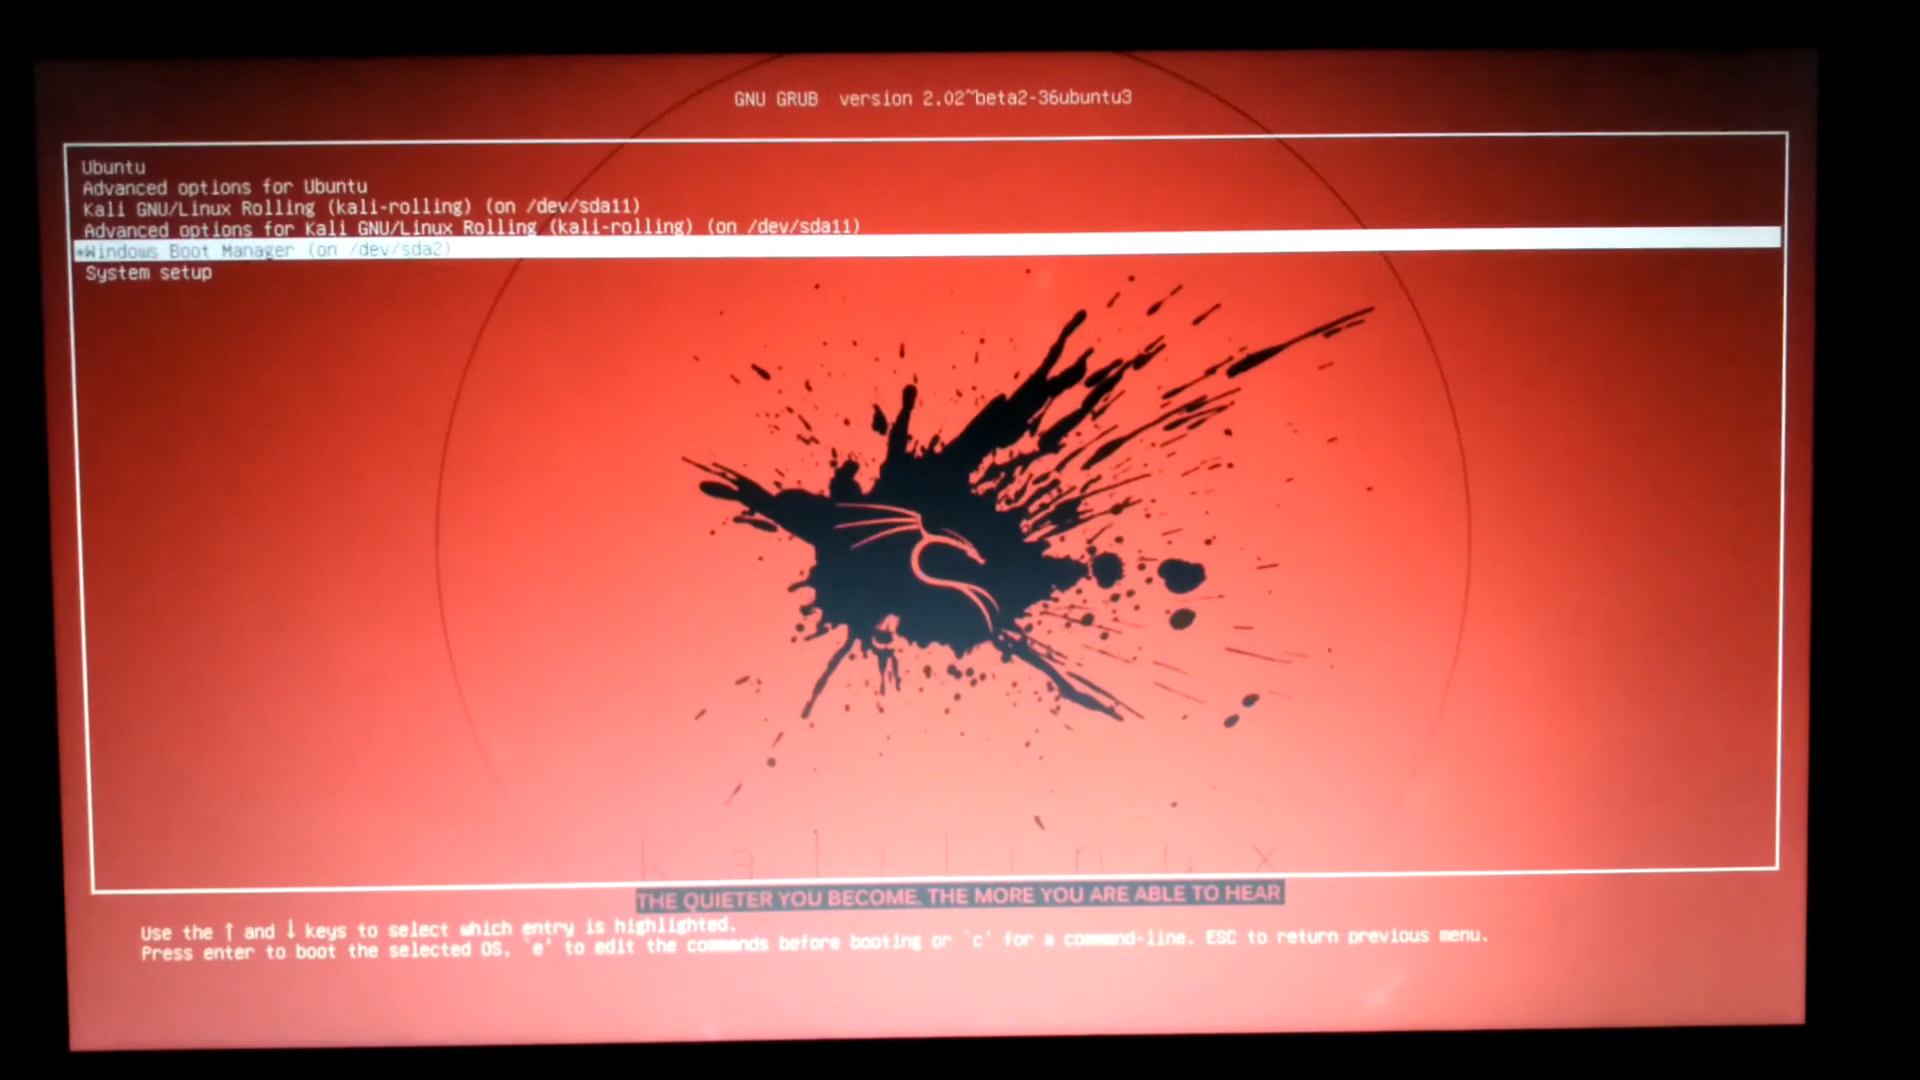 GNU GRUB  version 2.02~beta2-36ubuntu3
Ubuntu
Advanced options for Ubuntu
Kali GNU/Linux Rolling (kali-rolling) (on /dev/sda11)
Advanced options for Kali GNU/Linux Rolling (kali-rolling) (on /dev/sda11)
*Windows Boot Manager (on /dev/sda2)
System setup
kali linux
THE QUIETER YOU BECOME, THE MORE YOU ARE ABLE TO HEAR
Use the ↑ and ↓ keys to select which entry is highlighted.
Press enter to boot the selected OS, `e' to edit the commands before booting or `c' for a command-line. ESC to return previous menu.